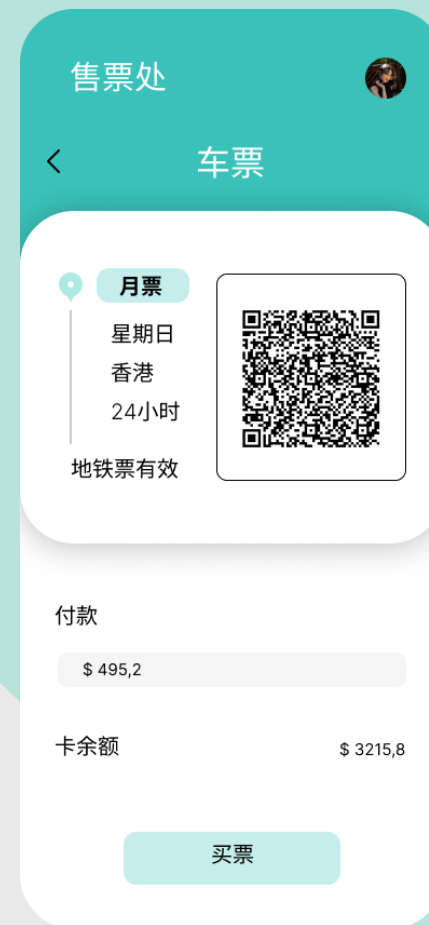 售票处
车票
月票
星期日
香港
24小时
地铁票有效
付款
$ 495,2
卡余额
$ 3215,8
买票